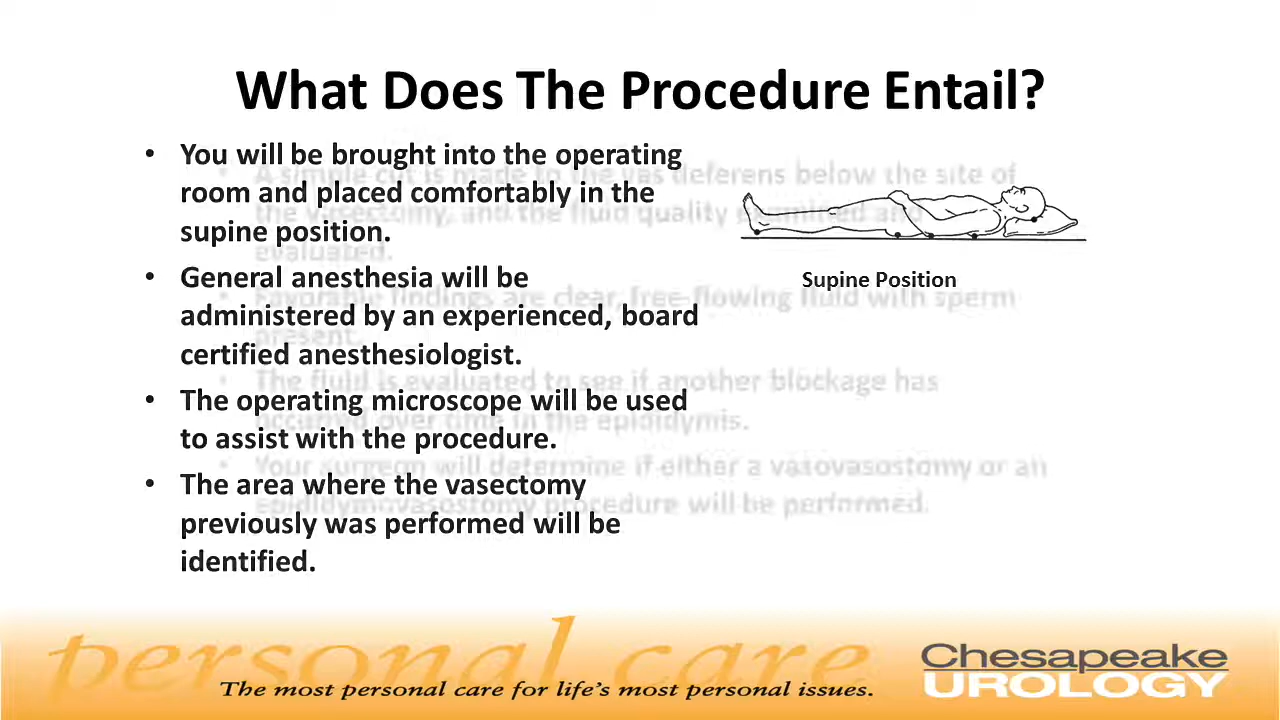 What Does The Procedure Entail?
• You will be brought into the operating
room and placed comfortably in the
supine position.
• General anesthesia will be
administered by an experienced, board
certified anesthesiologist.
• The operating microscope will be used
to assist with the procedure.
• The area where the vasectomy
previously was performed will be
identified.
Supine Position
• A simple cut is made to the vas deferens below the site of
the vasectomy, and the fluid quality examined and
evaluated.
• Favorable findings are clear, free-flowing fluid with sperm
present.
• The fluid is evaluated to see if another blockage has
occurred over time in the epididymis.
• Your surgeon will determine if either a vasovasostomy or an
epididymovasostomy procedure will be performed.
personal care
The most personal care for life's most personal issues.
Chesapeake
UROLOGY